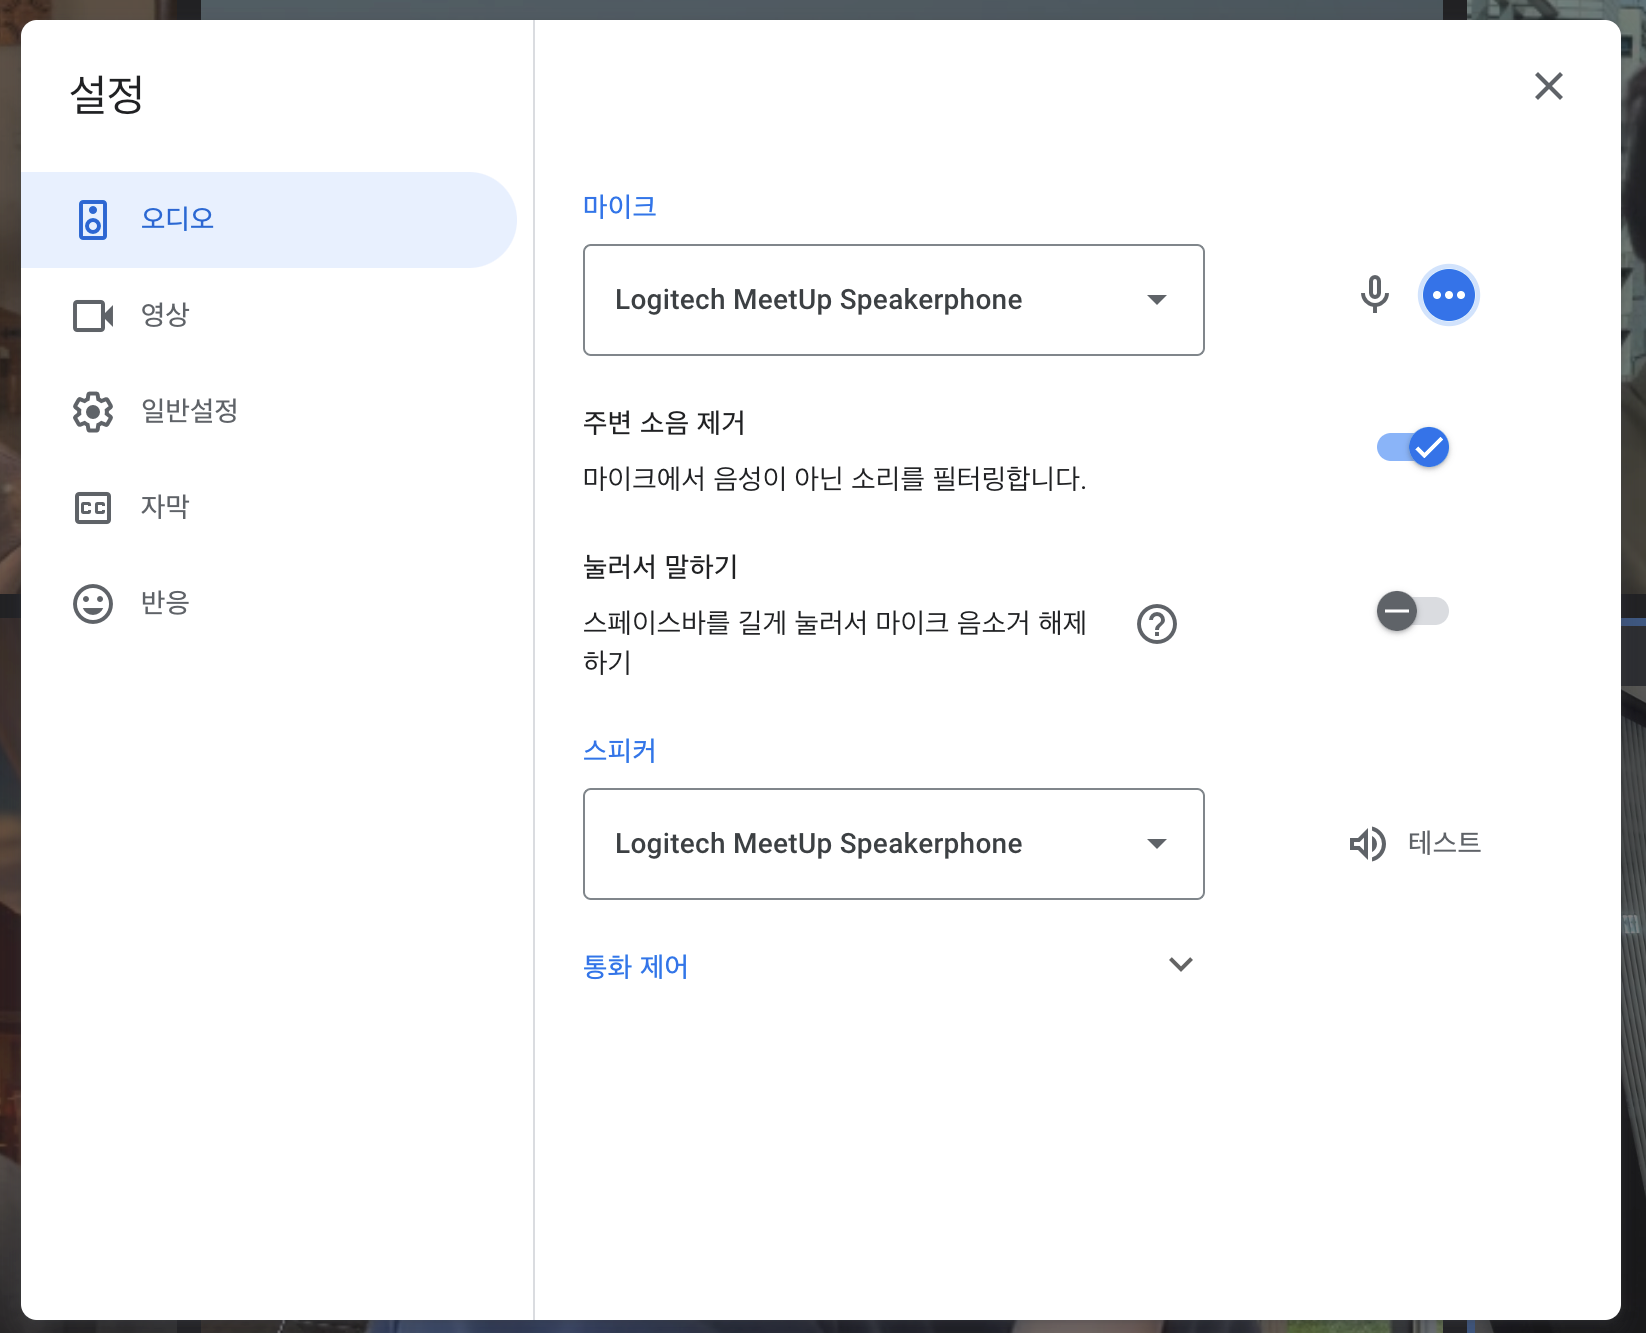 설정
오디오
영상
일반설정
자막
반응
마이크
Logitech MeetUp Speakerphone
주변 소음 제거
마이크에서 음성이 아닌 소리를 필터링합니다.
눌러서 말하기
스페이스바를 길게 눌러서 마이크 음소거 해제
하기
스피커
Logitech MeetUp Speakerphone
테스트
통화 제어